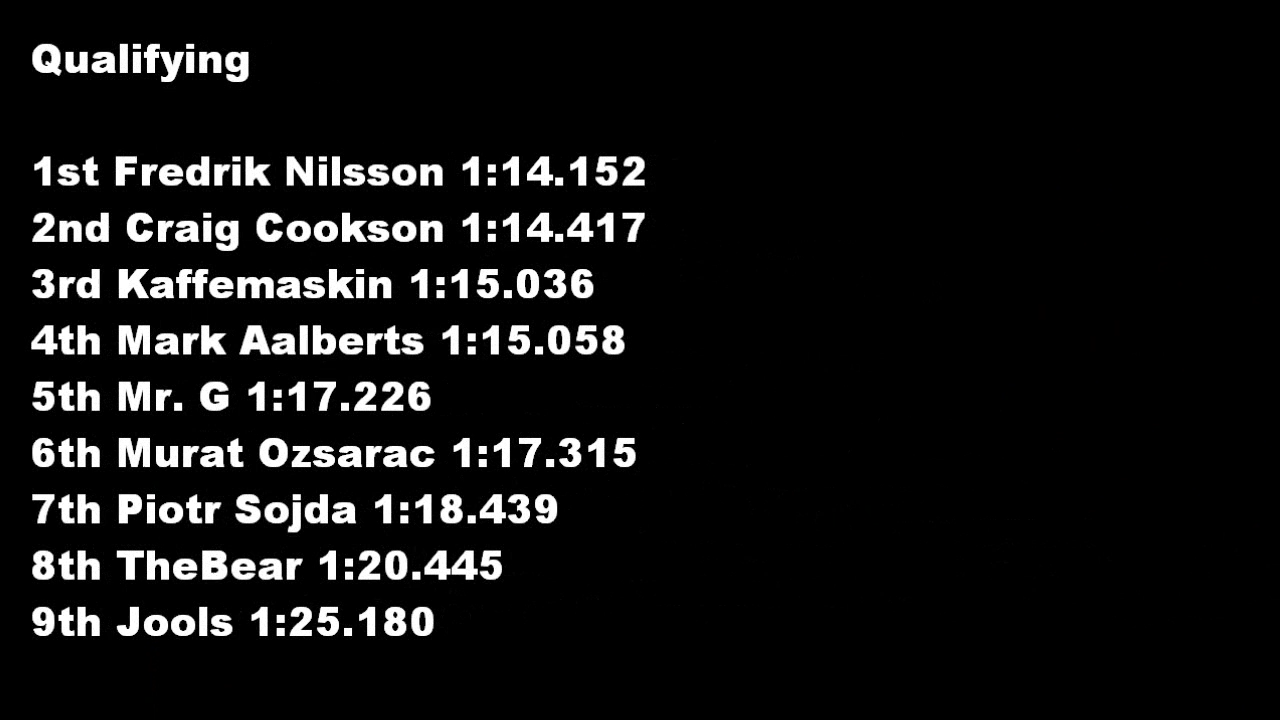 Qualifying
1st Fredrik Nilsson 1:14.152
2nd Craig Cookson 1:14.417
3rd Kaffemaskin 1:15.036
4th Mark Aalberts 1:15.058
5th Mr. G 1:17.226
6th Murat Ozsarac 1:17.315
7th Piotr Sojda 1:18.439
8th TheBear 1:20.445
9th Jools 1:25.180